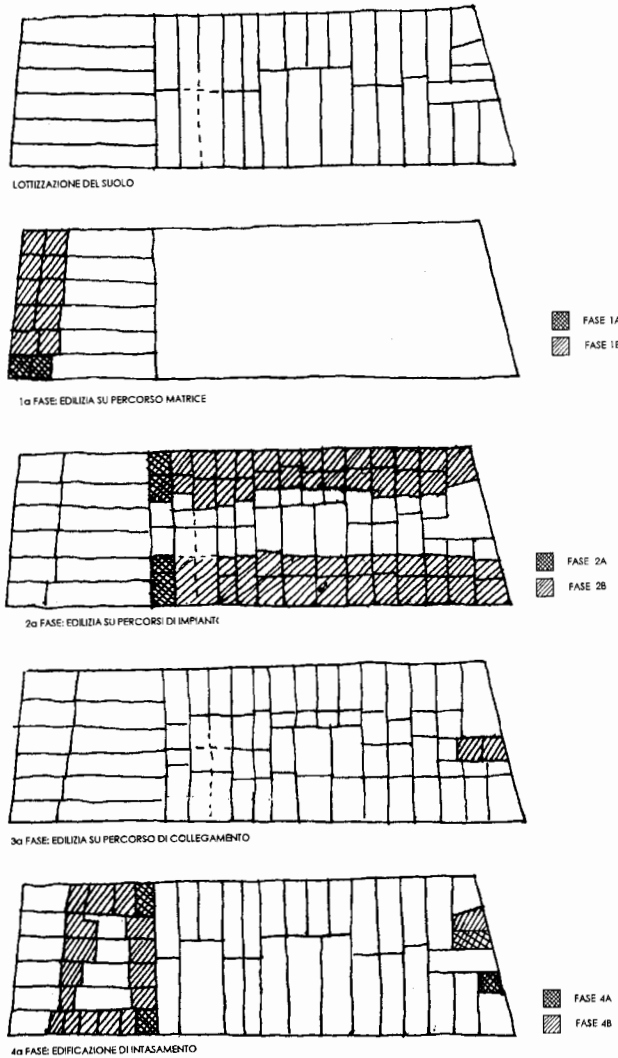 LOTTIZZAZIONE DEL SUOLO
FASE 1A
FASE 1B
1a FASE: EDILIZIA SU PERCORSO MATRICE
FASE 2A
FASE 2B
2a FASE: EDILIZIA SU PERCORSI DI IMPIANTO
3a FASE: EDILIZIA SU PERCORSO DI COLLEGAMENTO
FASE 4A
FASE 4B
4a FASE: EDIFICAZIONE DI INTASAMENTO